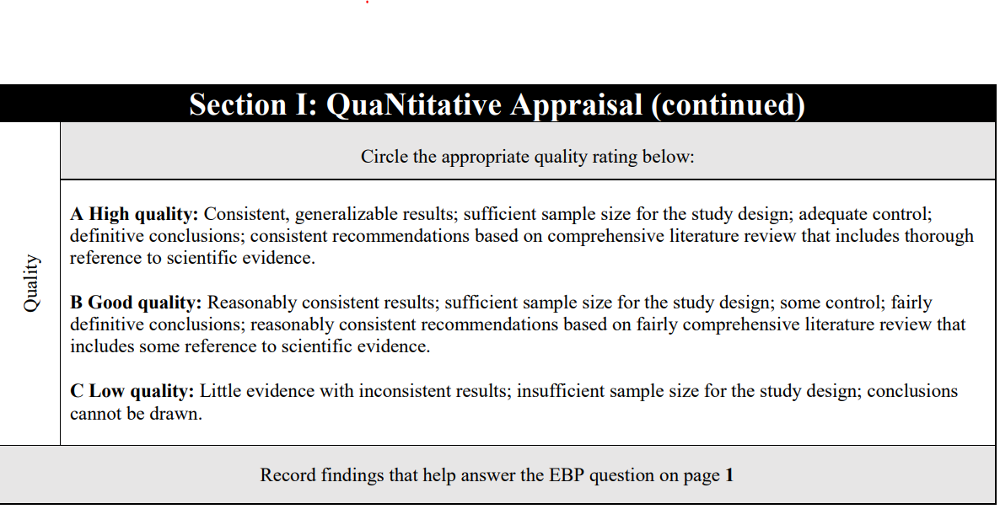 Section I: QuaNtitative Appraisal (continued)
Circle the appropriate quality rating below:
Quality
A High quality: Consistent, generalizable results; sufficient sample size for the study design; adequate control;
definitive conclusions; consistent recommendations based on comprehensive literature review that includes thorough
reference to scientific evidence.
B Good quality: Reasonably consistent results; sufficient sample size for the study design; some control; fairly
definitive conclusions; reasonably consistent recommendations based on fairly comprehensive literature review that
includes some reference to scientific evidence.
C Low quality: Little evidence with inconsistent results; insufficient sample size for the study design; conclusions
cannot be drawn.
Record findings that help answer the EBP question on page 1